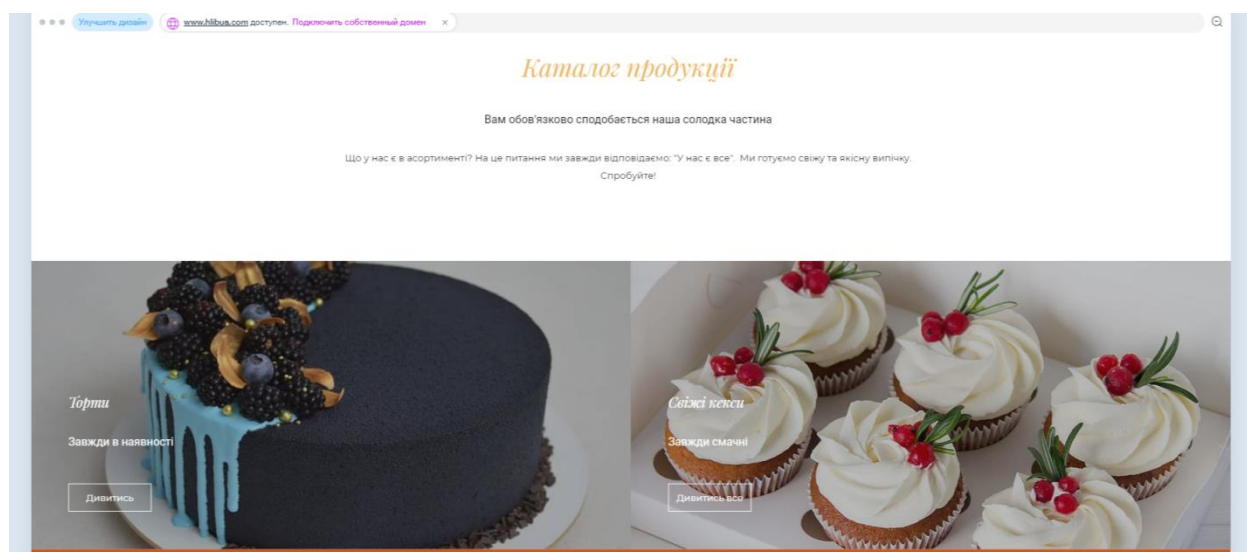 Улучшить дизайн
www.hlibua.com доступен. Подключить собственный домен ×
Каталог продукції
Вам обов'язково сподобається наша солодка частина
Що у нас є в асортименті? На це питання ми завжди відповідаємо: "У нас є все". Ми готуємо свіжу та якісну випічку.
Спробуйте!
Торти
Завжди в наявності
Дивитись
Свіжі кекси
Завжди смачні
Дивитись все